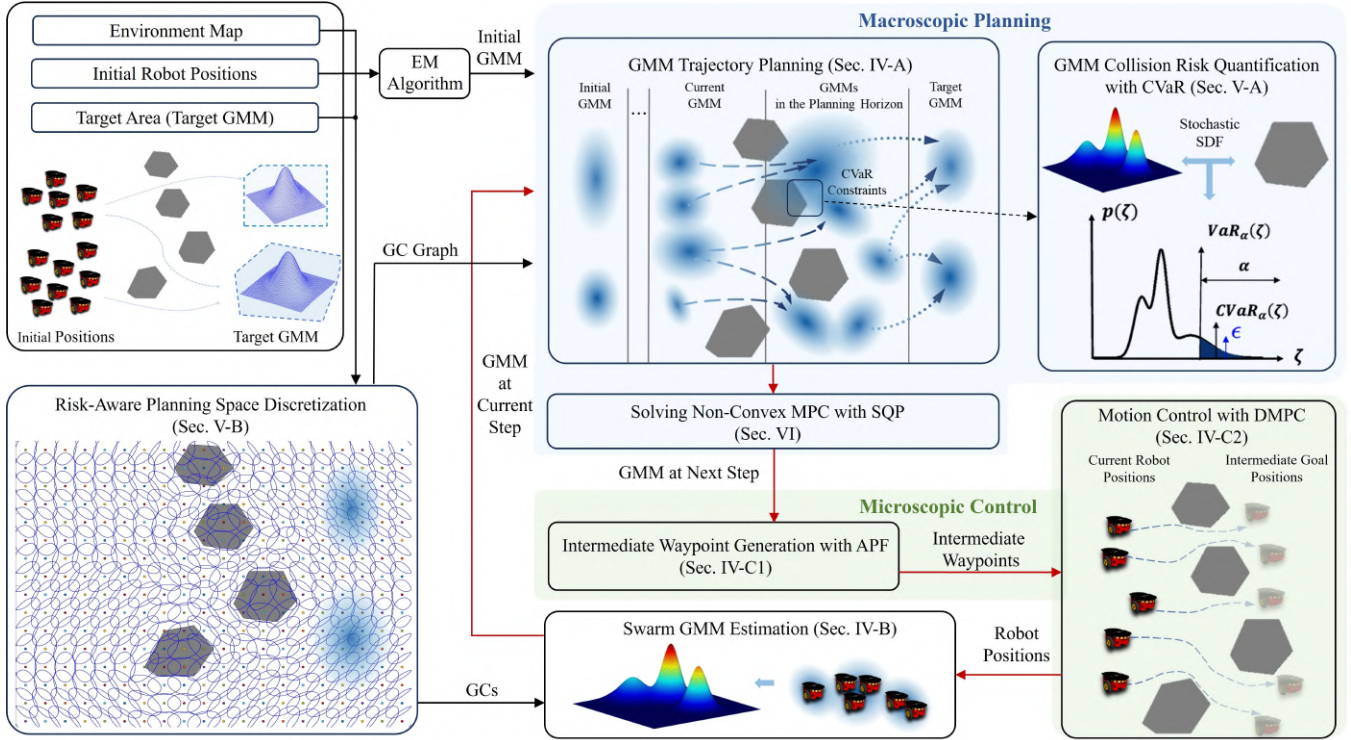 Environment Map
Initial Robot Positions
Target Area (Target GMM)
Initial Positions
Target GMM
EM
Algorithm
Initial
GMM
GC Graph
Macroscopic Planning
GMM Trajectory Planning (Sec. IV-A)
Initial
GMM
...
Current
GMM
GMMs
in the Planning Horizon
Target
GMM
CVaR
Constraints
GMM Collision Risk Quantification
with CVaR (Sec. V-A)
Stochastic
SDF
p(ζ)
VaRα(ζ)
α
CVaRα(ζ)
ϵ
ζ
GMM
at
Current
Step
Solving Non-Convex MPC with SQP
(Sec. VI)
GMM at Next Step
Risk-Aware Planning Space Discretization
(Sec. V-B)
GCs
Microscopic Control
Intermediate Waypoint Generation with APF
(Sec. IV-C1)
Intermediate
Waypoints
Motion Control with DMPC
(Sec. IV-C2)
Current Robot
Positions
Intermediate Goal
Positions
Robot
Positions
Swarm GMM Estimation (Sec. IV-B)